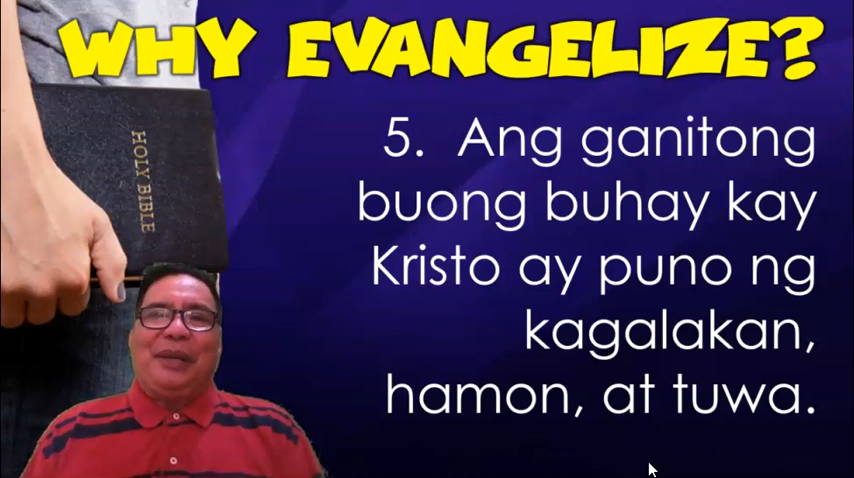 WHY EVANGELIZE?
HOLY BIBLE
5. Ang ganitong
buong buhay kay
Kristo ay puno ng
kagalakan,
hamon, at tuwa.